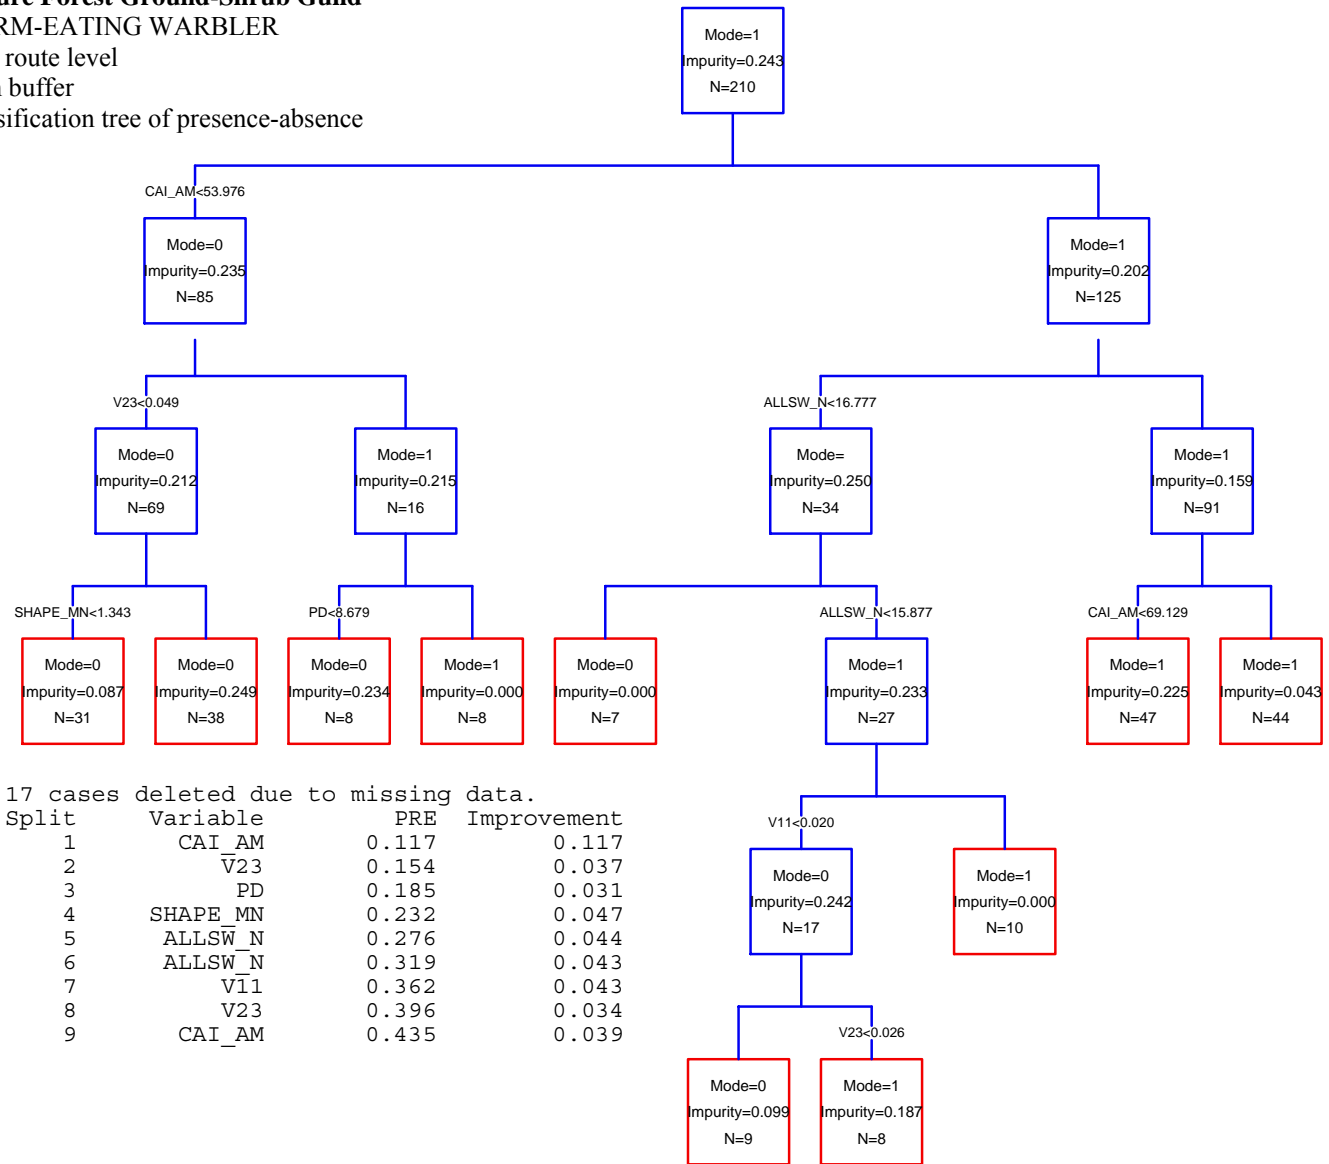 Ground-Shrub Guild
WARBLER
route level
buffer
tree of presence-absence
Mode=1
Impurity=0.243
N=210
CAI_AM<53.976
Mode=0
Impurity=0.235
N=85
Mode=1
Impurity=0.202
N=125
V23<0.049
ALLSW_N<16.777
Mode=0
Impurity=0.212
N=69
Mode=1
Impurity=0.215
N=16
Mode=
Impurity=0.250
N=34
Mode=1
Impurity=0.159
N=91
SHAPE_MN<1.343
PD<8.679
ALLSW_N<15.877
CAI_AM<69.129
Mode=0
Impurity=0.087
N=31
Mode=0
Impurity=0.249
N=38
Mode=0
Impurity=0.234
N=8
Mode=1
Impurity=0.000
N=8
Mode=0
Impurity=0.000
N=7
Mode=1
Impurity=0.233
N=27
Mode=1
Impurity=0.225
N=47
Mode=1
Impurity=0.043
N=44
17 cases deleted due to missing data.
Split Variable PRE Improvement
1 CAI_AM 0.117 0.117
2 V23 0.154 0.037
3 PD 0.185 0.031
4 SHAPE_MN 0.232 0.047
5 ALLSW_N 0.276 0.044
6 ALLSW_N 0.319 0.043
7 V11 0.362 0.043
8 V23 0.396 0.034
9 CAI_AM 0.435 0.039
V11<0.020
Mode=0
Impurity=0.242
N=17
Mode=1
Impurity=0.000
N=10
V23<0.026
Mode=0
Impurity=0.099
N=9
Mode=1
Impurity=0.187
N=8